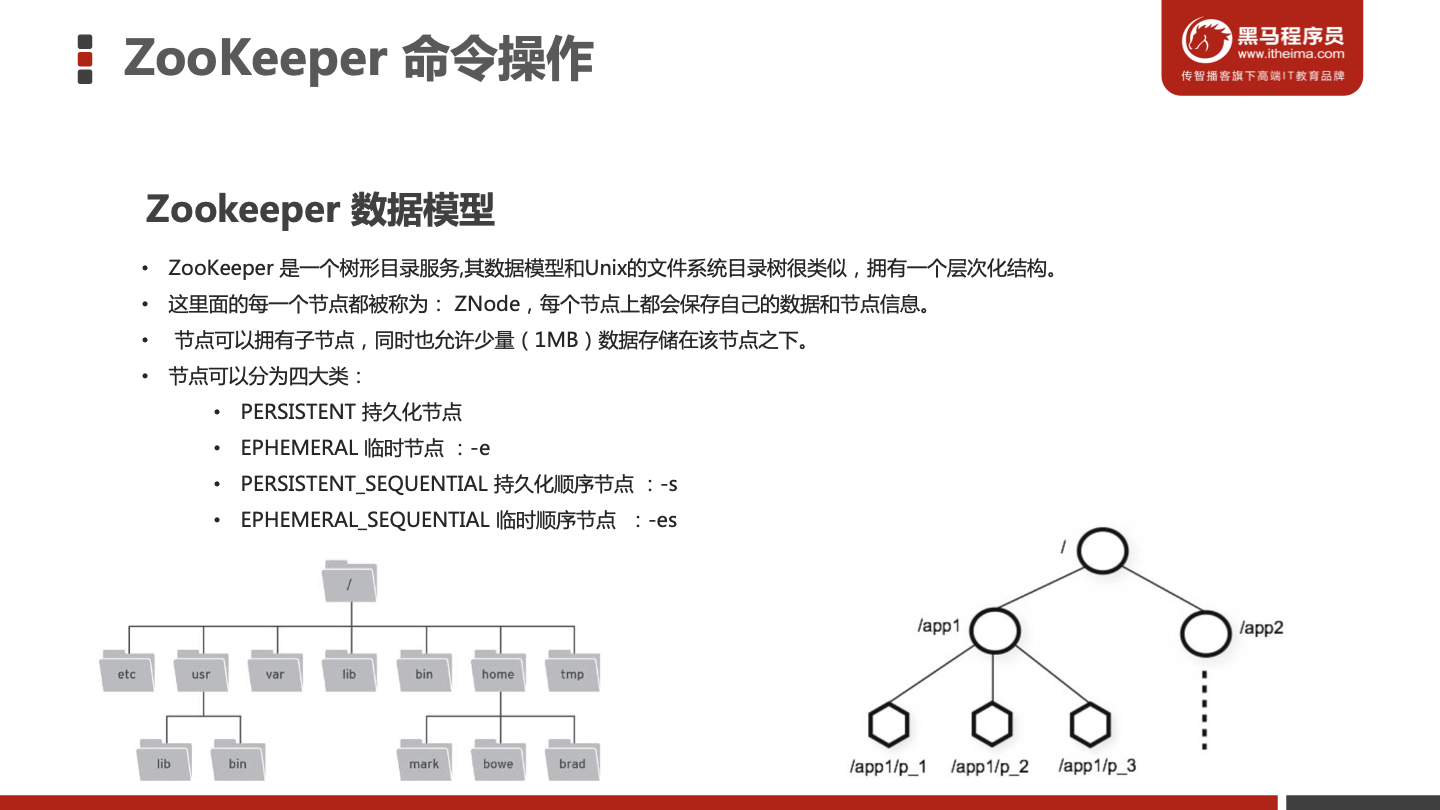 ZooKeeper 命令操作
黑马程序员
www.itheima.com
传智播客旗下高端IT教育品牌
Zookeeper 数据模型
• ZooKeeper 是一个树形目录服务,其数据模型和Unix的文件系统目录树很类似，拥有一个层次化结构。
• 这里面的每一个节点都被称为： ZNode，每个节点上都会保存自己的数据和节点信息。
• 节点可以拥有子节点，同时也允许少量（1MB）数据存储在该节点之下。
• 节点可以分为四大类：
• PERSISTENT 持久化节点
• EPHEMERAL 临时节点 ：-e
• PERSISTENT_SEQUENTIAL 持久化顺序节点 ：-s
• EPHEMERAL_SEQUENTIAL 临时顺序节点 ：-es
/
etc usr var lib bin home tmp
lib bin mark bowe brad
/
/app1 /app2
/app1/p_1 /app1/p_2 /app1/p_3